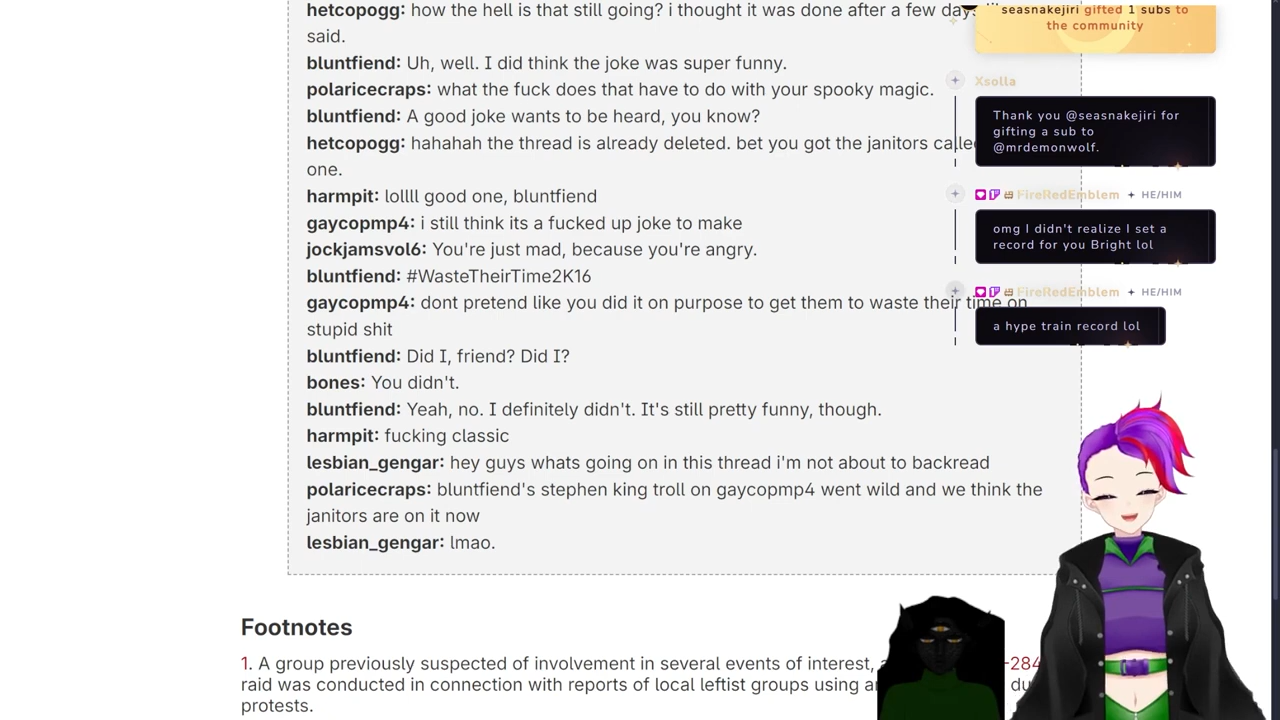 hetcopogg: how the hell is that still going? i thought it was done after a few days
said.
bluntfiend: Uh, well. I did think the joke was super funny.
polaricecraps: what the fuck does that have to do with your spooky magic.
bluntfiend: A good joke wants to be heard, you know?
hetcopogg: hahahah the thread is already deleted. bet you got the janitors called
one.
harmpit: lollll good one, bluntfiend
gaycopmp4: i still think its a fucked up joke to make
jockjamsvol6: You're just mad, because you're angry.
bluntfiend: #WasteTheirTime2K16
gaycopmp4: dont pretend like you did it on purpose to get them to waste their time on
stupid shit
bluntfiend: Did I, friend? Did I?
bones: You didn't.
bluntfiend: Yeah, no. I definitely didn't. It's still pretty funny, though.
harmpit: fucking classic
lesbian_gengar: hey guys whats going on in this thread i'm not about to backread
polaricecraps: bluntfiend's stephen king troll on gaycopmp4 went wild and we think the
janitors are on it now
lesbian_gengar: lmao.
Footnotes
1. A group previously suspected of involvement in several events of interest, -284
raid was conducted in connection with reports of local leftist groups using
protests.
seasnakejiri gifted 1 subs to
the community
Xsolla
Thank you @seasnakejiri for
gifting a sub to
@mrdemonwolf.
FireRedEmblem HE/HIM
omg I didn't realize I set a
record for you Bright lol
FireRedEmblem HE/HIM
a hype train record lol